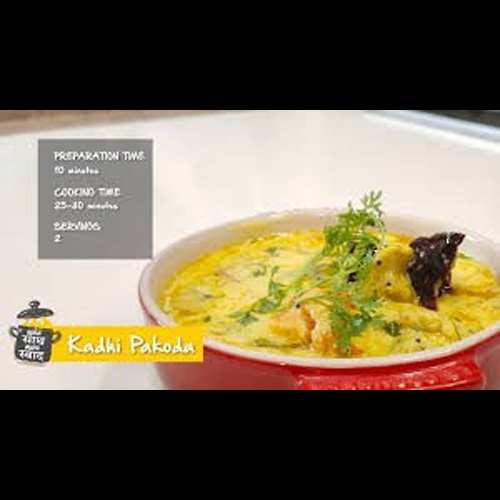 PREPARATION TIME
10 minutes
COOKING TIME
25-30 minutes
SERVINGS
2
साथ
स्वाद
Kadhi Pakoda